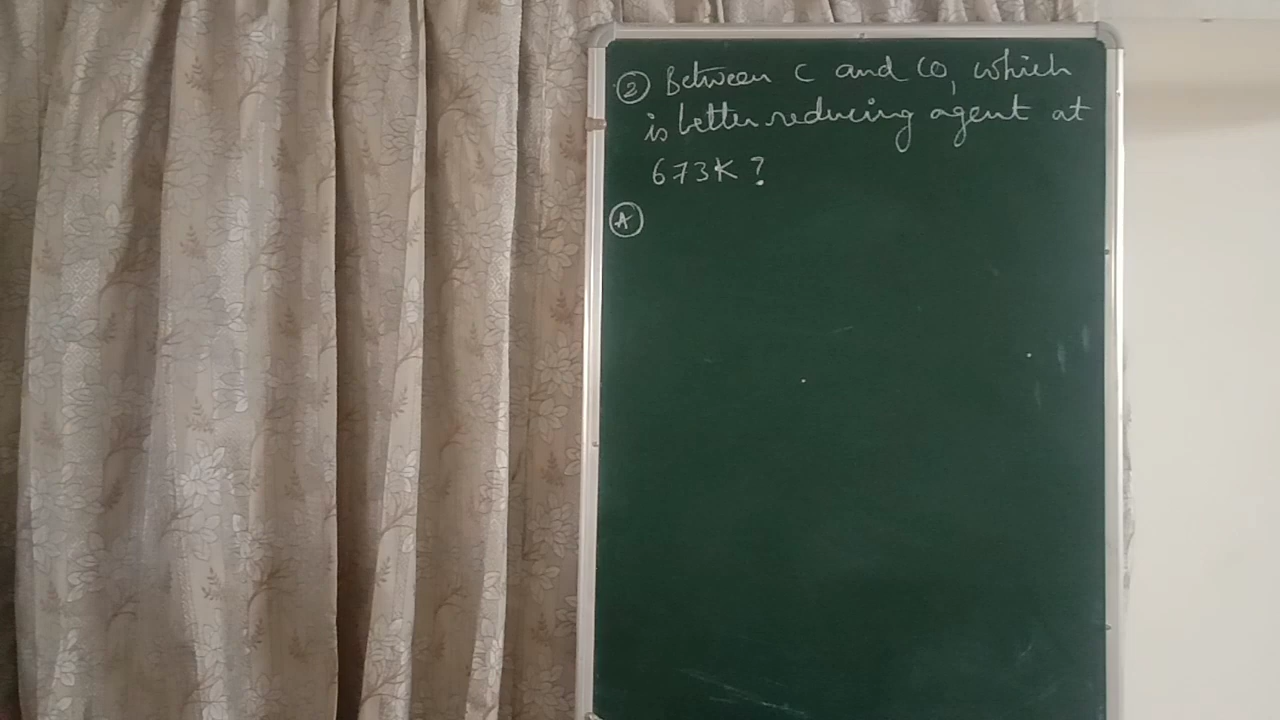 ② Between C and CO, which
is better reducing agent at
673K ?
Ⓐ